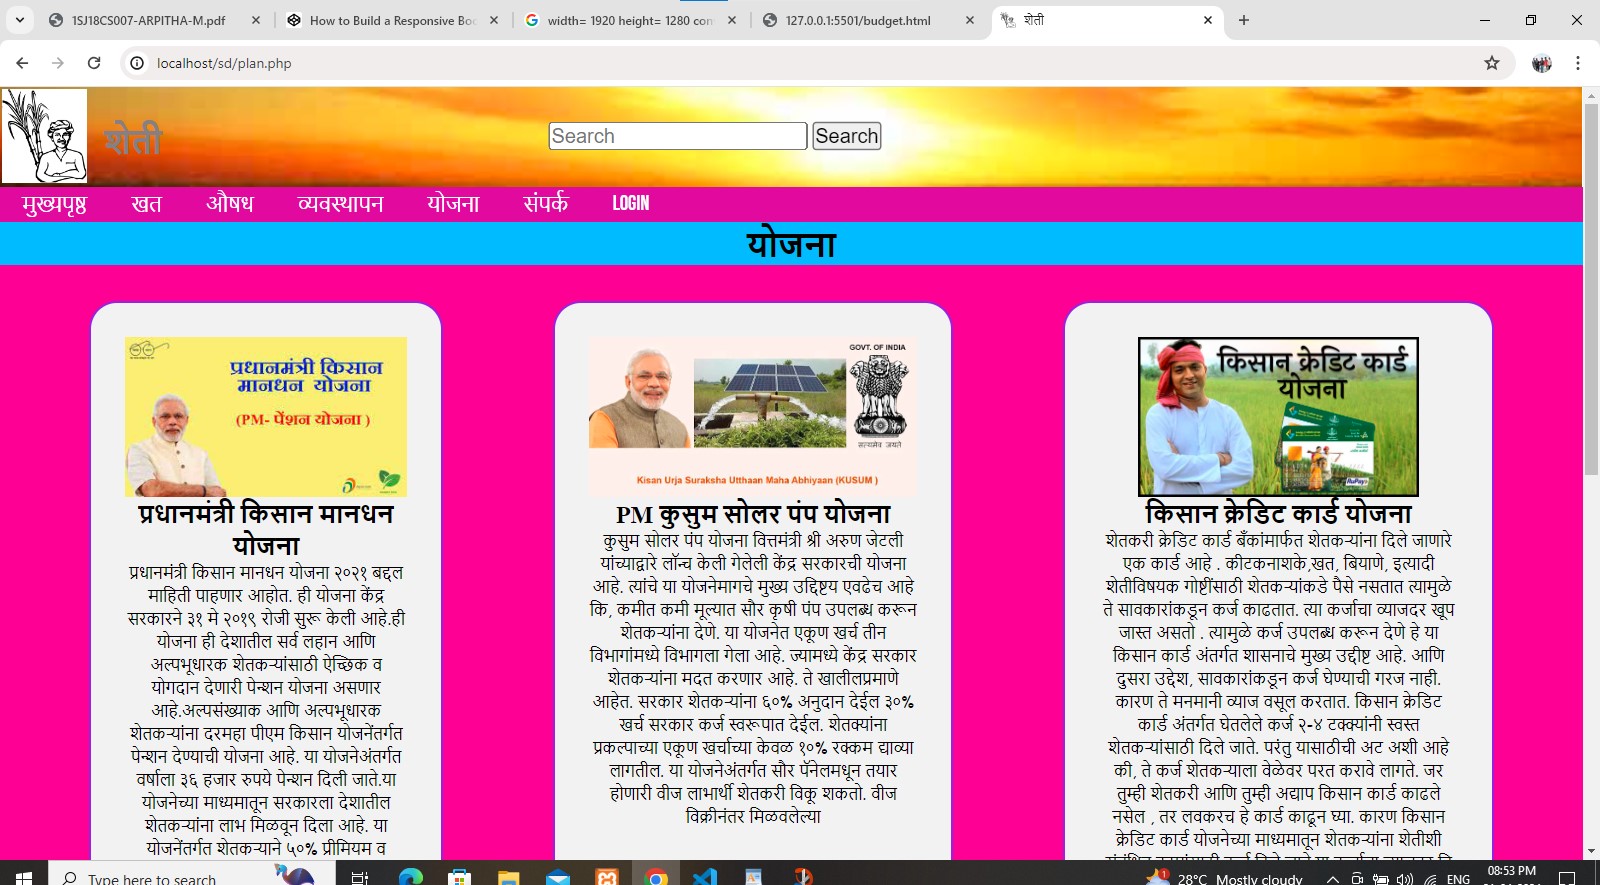 1SJ18CS007-ARPITHA-M.pdf
How to Build a Responsive Boo
width= 1920 height= 1280 com
127.0.0.1:5501/budget.html
शेती
localhost/sd/plan.php
शेती
Search
Search
मुख्यपृष्ठ खत औषध व्यवस्थापन योजना संपर्क LOGIN
योजना
प्रधानमंत्री किसान
मानधन योजना
(PM- पेंशन योजना )
प्रधानमंत्री किसान मानधन
योजना
प्रधानमंत्री किसान मानधन योजना २०२१ बद्दल
माहिती पाहणार आहोत. ही योजना केंद्र
सरकारने ३१ मे २०१९ रोजी सुरू केली आहे.ही
योजना ही देशातील सर्व लहान आणि
अल्पभूधारक शेतकऱ्यांसाठी ऐच्छिक व
योगदान देणारी पेन्शन योजना असणार
आहे.अल्पसंख्याक आणि अल्पभूधारक
शेतकऱ्यांना दरमहा पीएम किसान योजनेंतर्गत
पेन्शन देण्याची योजना आहे. या योजनेअंतर्गत
वर्षाला ३६ हजार रुपये पेन्शन दिली जाते.या
योजनेच्या माध्यमातून सरकारला देशातील
शेतकऱ्यांना लाभ मिळवून दिला आहे. या
योजनेंतर्गत शेतकऱ्याने ५०% प्रीमियम व
GOVT. OF INDIA
सत्यमेव जयते
Kisan Urja Suraksha Utthaan Maha Abhiyaan (KUSUM )
PM कुसुम सोलर पंप योजना
कुसुम सोलर पंप योजना वित्तमंत्री श्री अरुण जेटली
यांच्याद्वारे लॉन्च केली गेलेली केंद्र सरकारची योजना
आहे. त्यांचे या योजनेमागचे मुख्य उद्दिष्टय एवढेच आहे
कि, कमीत कमी मूल्यात सौर कृषी पंप उपलब्ध करून
शेतकऱ्यांना देणे. या योजनेत एकूण खर्च तीन
विभागांमध्ये विभागला गेला आहे. ज्यामध्ये केंद्र सरकार
शेतकऱ्यांना मदत करणार आहे. ते खालीलप्रमाणे
आहेत. सरकार शेतकऱ्यांना ६०% अनुदान देईल ३०%
खर्च सरकार कर्ज स्वरूपात देईल. शेतक्यांना
प्रकल्पाच्या एकूण खर्चाच्या केवळ १०% रक्कम द्याव्या
लागतील. या योजनेअंतर्गत सौर पॅनेलमधून तयार
होणारी वीज लाभार्थी शेतकरी विकू शकतो. वीज
विक्रीनंतर मिळवलेल्या
किसान क्रेडिट कार्ड
योजना
RuPay
किसान क्रेडिट कार्ड योजना
शेतकरी क्रेडिट कार्ड बँकांमार्फत शेतकऱ्यांना दिले जाणारे
एक कार्ड आहे . कीटकनाशके,खत, बियाणे, इत्यादी
शेतीविषयक गोष्टींसाठी शेतकऱ्यांकडे पैसे नसतात त्यामुळे
ते सावकारांकडून कर्ज काढतात. त्या कर्जाचा व्याजदर खूप
जास्त असतो . त्यामुळे कर्ज उपलब्ध करून देणे हे या
किसान कार्ड अंतर्गत शासनाचे मुख्य उद्दीष्ट आहे. आणि
दुसरा उद्देश, सावकारांकडून कर्ज घेण्याची गरज नाही.
कारण ते मनमानी व्याज वसूल करतात. किसान क्रेडिट
कार्ड अंतर्गत घेतलेले कर्ज २-४ टक्क्यांनी स्वस्त
शेतकऱ्यांसाठी दिले जाते. परंतु यासाठीची अट अशी आहे
की, ते कर्ज शेतकऱ्याला वेळेवर परत करावे लागते. जर
तुम्ही शेतकरी आणि तुम्ही अद्याप किसान कार्ड काढले
नसेल , तर लवकरच हे कार्ड काढून घ्या. कारण किसान
क्रेडिट कार्ड योजनेच्या माध्यमातून शेतकऱ्यांना शेतीशी
Type here to search
1
28°C Mostly cloudy
ENG
08:53 PM